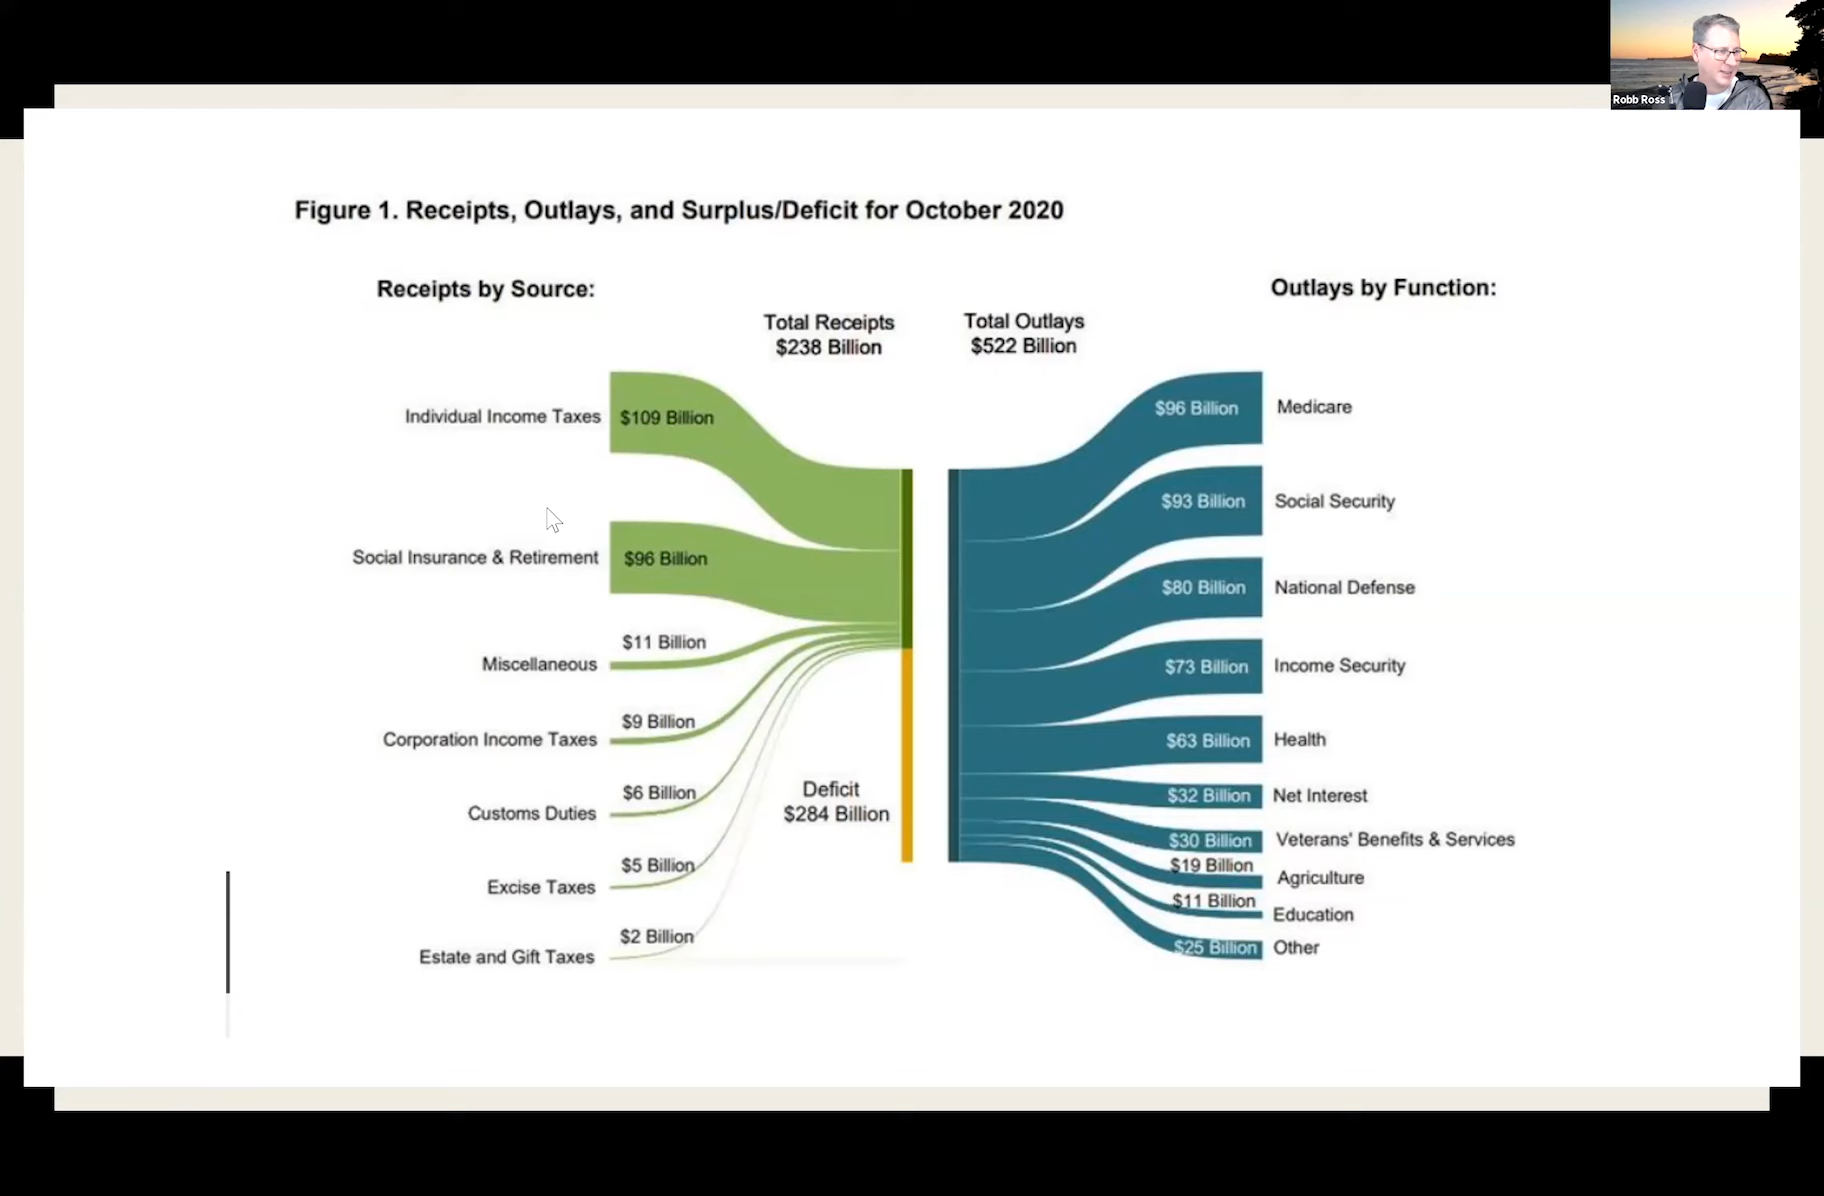 Robb Ross
Figure 1. Receipts, Outlays, and Surplus/Deficit for October 2020
Receipts by Source:
Outlays by Function:
Total Receipts
$238 Billion
Total Outlays
$522 Billion
Individual Income Taxes
$109 Billion
Social Insurance & Retirement
$96 Billion
$11 Billion
Miscellaneous
$9 Billion
Corporation Income Taxes
$6 Billion
Customs Duties
$5 Billion
Excise Taxes
$2 Billion
Estate and Gift Taxes
Deficit
$284 Billion
$96 Billion
Medicare
$93 Billion
Social Security
$80 Billion
National Defense
$73 Billion
Income Security
$63 Billion
Health
$32 Billion
Net Interest
$30 Billion
Veterans' Benefits & Services
$19 Billion
Agriculture
$11 Billion
Education
$25 Billion
Other